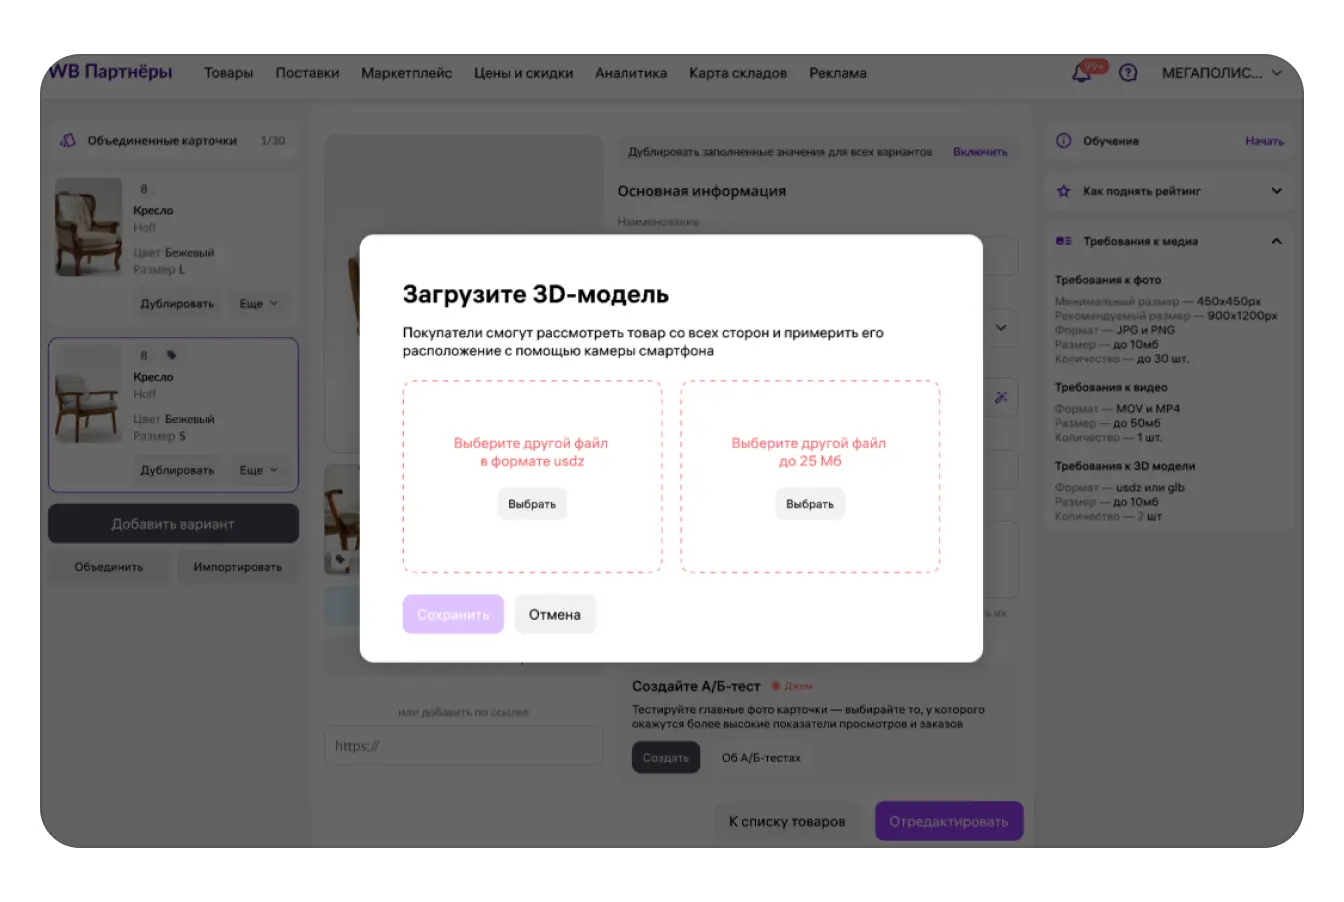 WB Партнёры
Товары
Поставки
Маркетплейс
Цены и скидки
Аналитика
Карта складов
Реклама
99+
МЕГАПОЛИС...
Объединенные карточки
1/30
8
Кресло
Hoff
Цвет Бежевый
Размер L
Дублировать
Еще
8
Кресло
Hoff
Цвет Бежевый
Размер S
Дублировать
Еще
Добавить вариант
Объединить
Импортировать
или добавить по ссылке
https://
Дублировать заполненные значения для всех вариантов
Включить
Основная информация
Наименование
Загрузите 3D-модель
Покупатели смогут рассмотреть товар со всех сторон и примерить его
расположение с помощью камеры смартфона
Выберите другой файл
в формате usdz
Выбрать
Выберите другой файл
до 25 Мб
Выбрать
Сохранить
Отмена
ь их
Создайте А/Б-тест
Джем
Тестируйте главные фото карточки — выбирайте то, у которого
окажутся более высокие показатели просмотров и заказов
Создать
Об А/Б-тестах
К списку товаров
Отредактировать
Обучение
Начать
Как поднять рейтинг
Требования к медиа
Требования к фото
Минимальный размер — 450x450px
Рекомендуемый размер — 900x1200px
Формат — JPG и PNG
Размер — до 10мб
Количество — до 30 шт.
Требования к видео
Формат — MOV и MP4
Размер — до 50мб
Количество — 1 шт.
Требования к 3D модели
Формат — usdz или glb
Размер — до 10мб
Количество — 2 шт